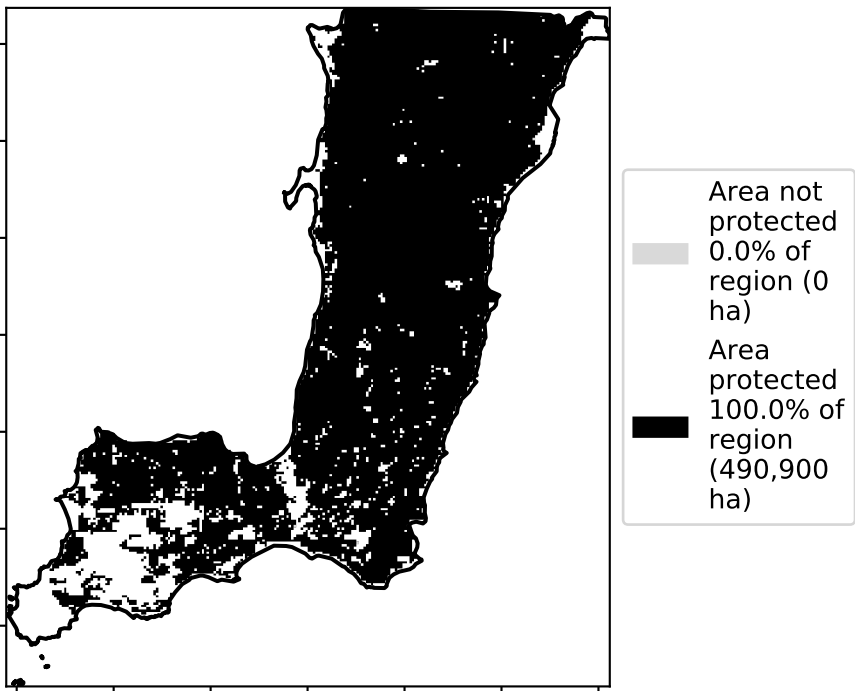 Area not
protected
0.0% of
region (0
ha)
Area
protected
100.0% of
region
(490,900
ha)